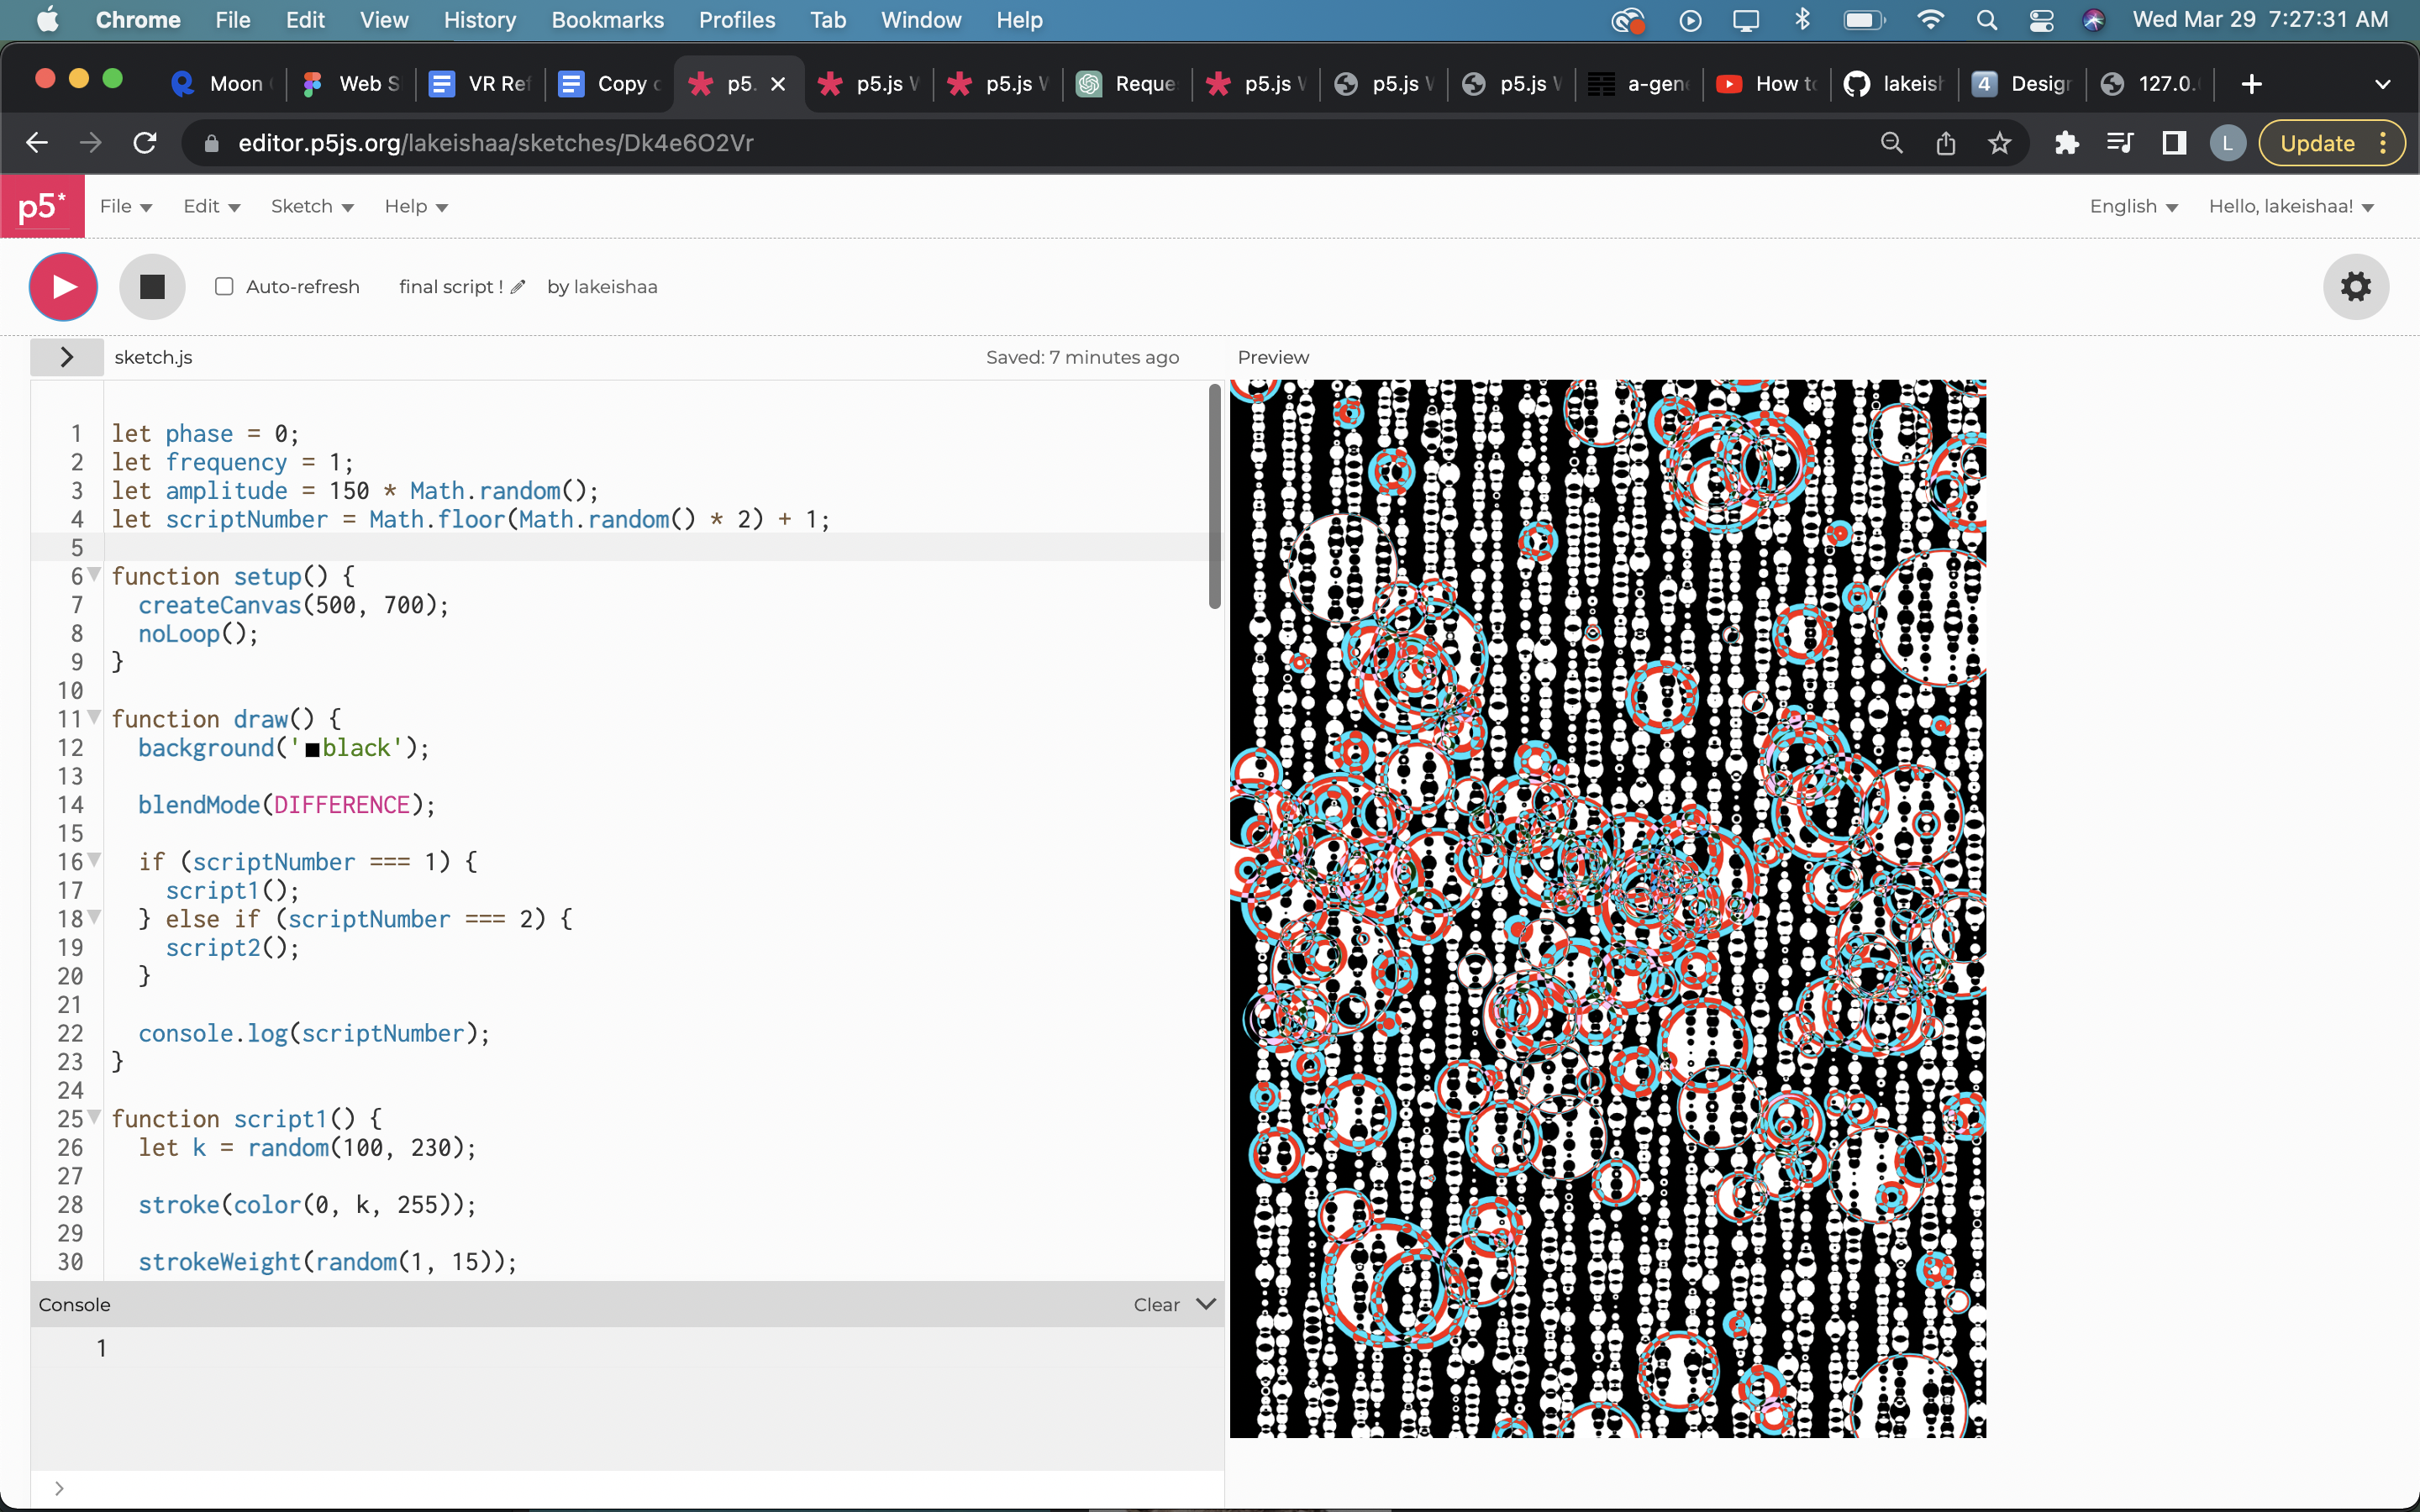 Chrome File Edit View History Bookmarks Profiles Tab Window Help Wed Mar 29 7:27:31 AM
Moon Web S VR Ref Copy p5. p5.js p5.js Reque p5.js p5.js p5.js a-gen How to lakeish 4 Design 127.0.
editor.p5js.org/lakeishaa/sketches/Dk4e6O2Vr L Update
p5* File Edit Sketch Help English Hello, lakeishaa!
Auto-refresh final script ! by lakeishaa
> sketch.js Saved: 7 minutes ago Preview
1 let phase = 0;
2 let frequency = 1;
3 let amplitude = 150 * Math.random();
4 let scriptNumber = Math.floor(Math.random() * 2) + 1;
5
6 function setup() {
7 createCanvas(500, 700);
8 noLoop();
9 }
10
11 function draw() {
12 background('black');
13
14 blendMode(DIFFERENCE);
15
16 if (scriptNumber === 1) {
17 script1();
18 } else if (scriptNumber === 2) {
19 script2();
20 }
21
22 console.log(scriptNumber);
23 }
24
25 function script1() {
26 let k = random(100, 230);
27
28 stroke(color(0, k, 255));
29
30 strokeWeight(random(1, 15));
Console Clear
1
>